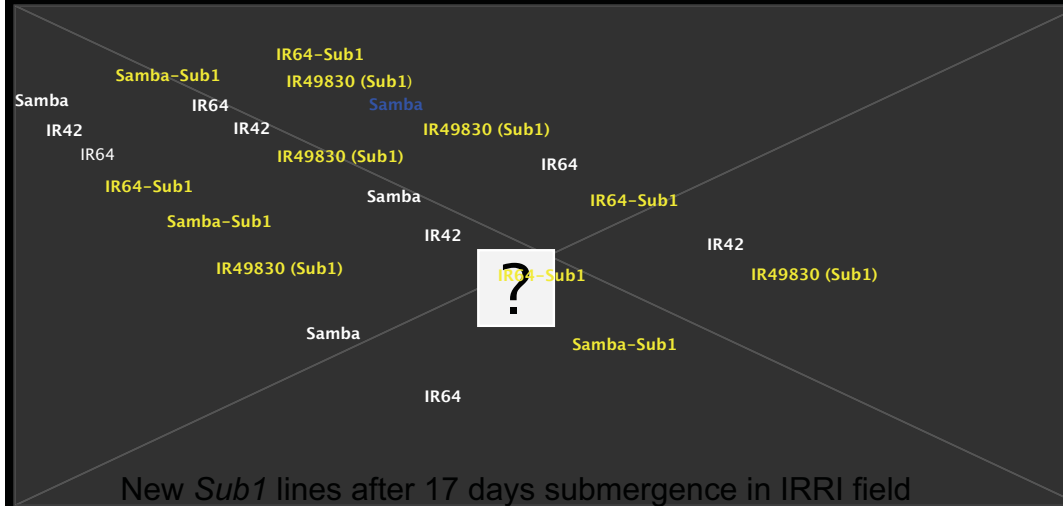 IR64-Sub1
Samba-Sub1
IR49830 (Sub1)
Samba
IR64
Samba
IR42
IR42
IR49830 (Sub1)
IR64
IR49830 (Sub1)
IR64
IR64-Sub1
Samba
IR64-Sub1
Samba-Sub1
IR42
IR42
IR49830 (Sub1)
IR64-Sub1
IR49830 (Sub1)
?
Samba
Samba-Sub1
IR64
New Sub1 lines after 17 days submergence in IRRI field